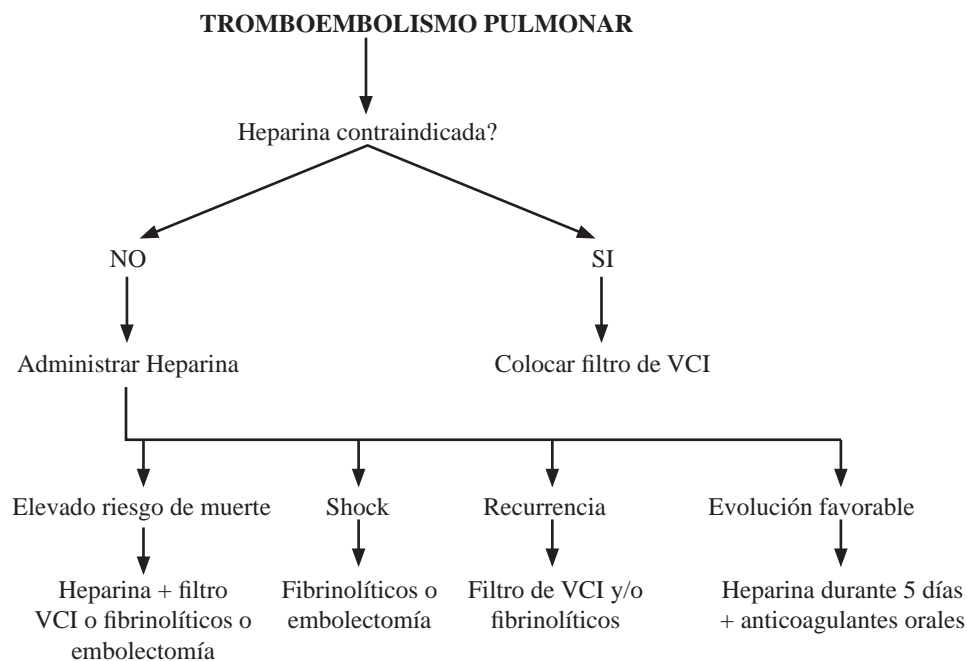 TROMBOEMBOLISMO PULMONAR
Heparina contraindicada?
NO
SI
Administrar Heparina
Colocar filtro de VCI
Elevado riesgo de muerte
Shock
Recurrencia
Evolución favorable
Heparina + filtro
VCI o fibrinolíticos o
embolectomía
Fibrinolíticos o
embolectomía
Filtro de VCI y/o
fibrinolíticos
Heparina durante 5 días
+ anticoagulantes orales